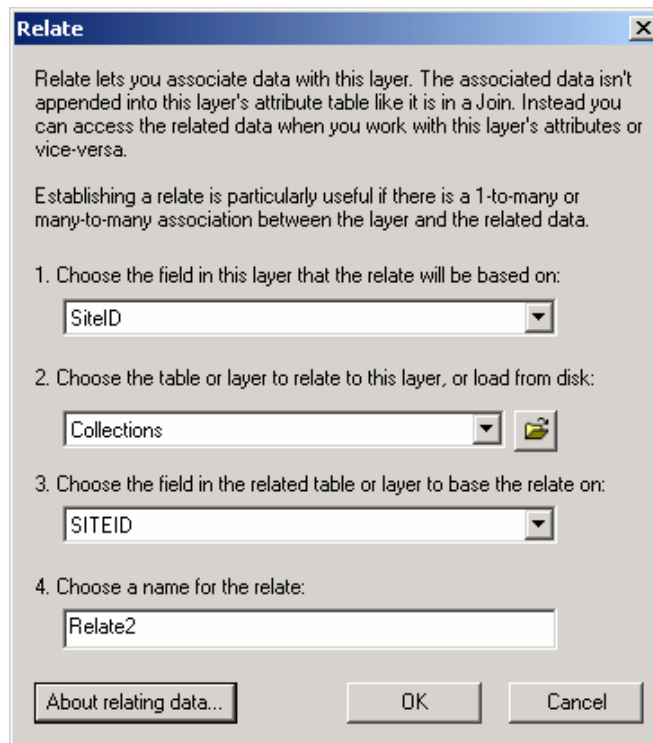 Relate
Relate lets you associate data with this layer. The associated data isn't
appended into this layer's attribute table like it is in a Join. Instead you
can access the related data when you work with this layer's attributes or
vice-versa.
Establishing a relate is particularly useful if there is a 1-to-many or
many-to-many association between the layer and the related data.
1. Choose the field in this layer that the relate will be based on:
SiteID
2. Choose the table or layer to relate to this layer, or load from disk:
Collections
3. Choose the field in the related table or layer to base the relate on:
SITEID
4. Choose a name for the relate:
Relate2
About relating data... OK Cancel